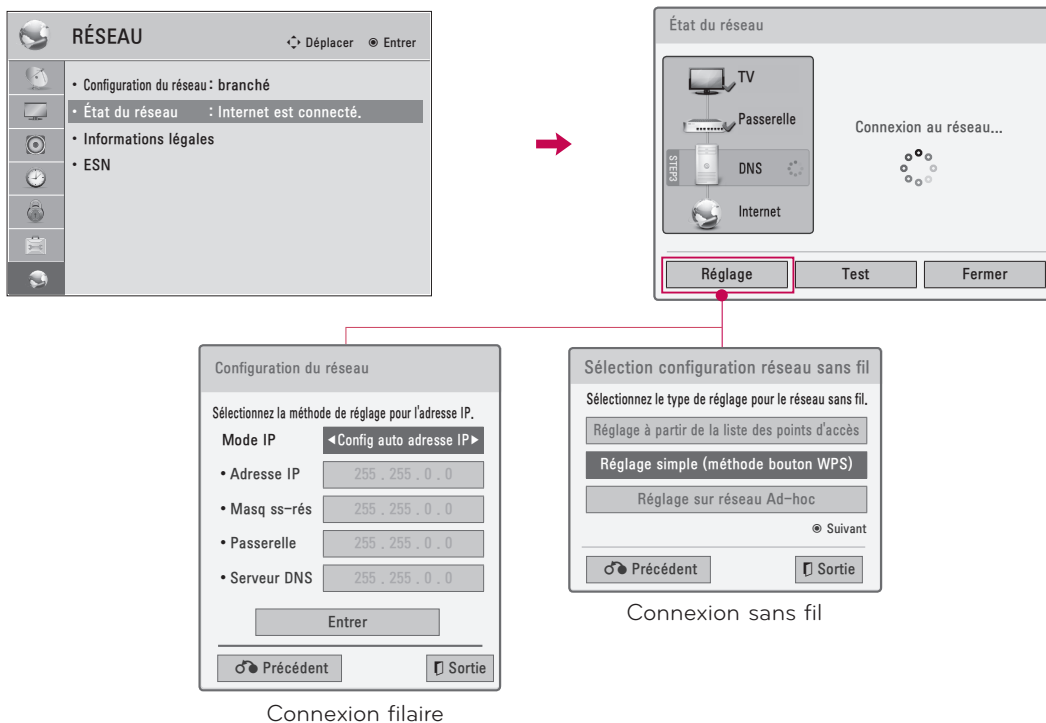 RÉSEAU
Déplacer Entrer
• Configuration du réseau : branché
• État du réseau : Internet est connecté.
• Informations légales
• ESN
État du réseau
TV
Passerelle
STEP3
DNS
Internet
Connexion au réseau...
Réglage Test Fermer
Configuration du réseau
Sélectionnez la méthode de réglage pour l'adresse IP.
Mode IP ◀Config auto adresse IP▶
• Adresse IP 255 . 255 . 0 . 0
• Masq ss-rés 255 . 255 . 0 . 0
• Passerelle 255 . 255 . 0 . 0
• Serveur DNS 255 . 255 . 0 . 0
Entrer
Précédent Sortie
Connexion filaire
Sélection configuration réseau sans fil
Sélectionnez le type de réglage pour le réseau sans fil.
Réglage à partir de la liste des points d'accès
Réglage simple (méthode bouton WPS)
Réglage sur réseau Ad-hoc
Suivant
Précédent Sortie
Connexion sans fil